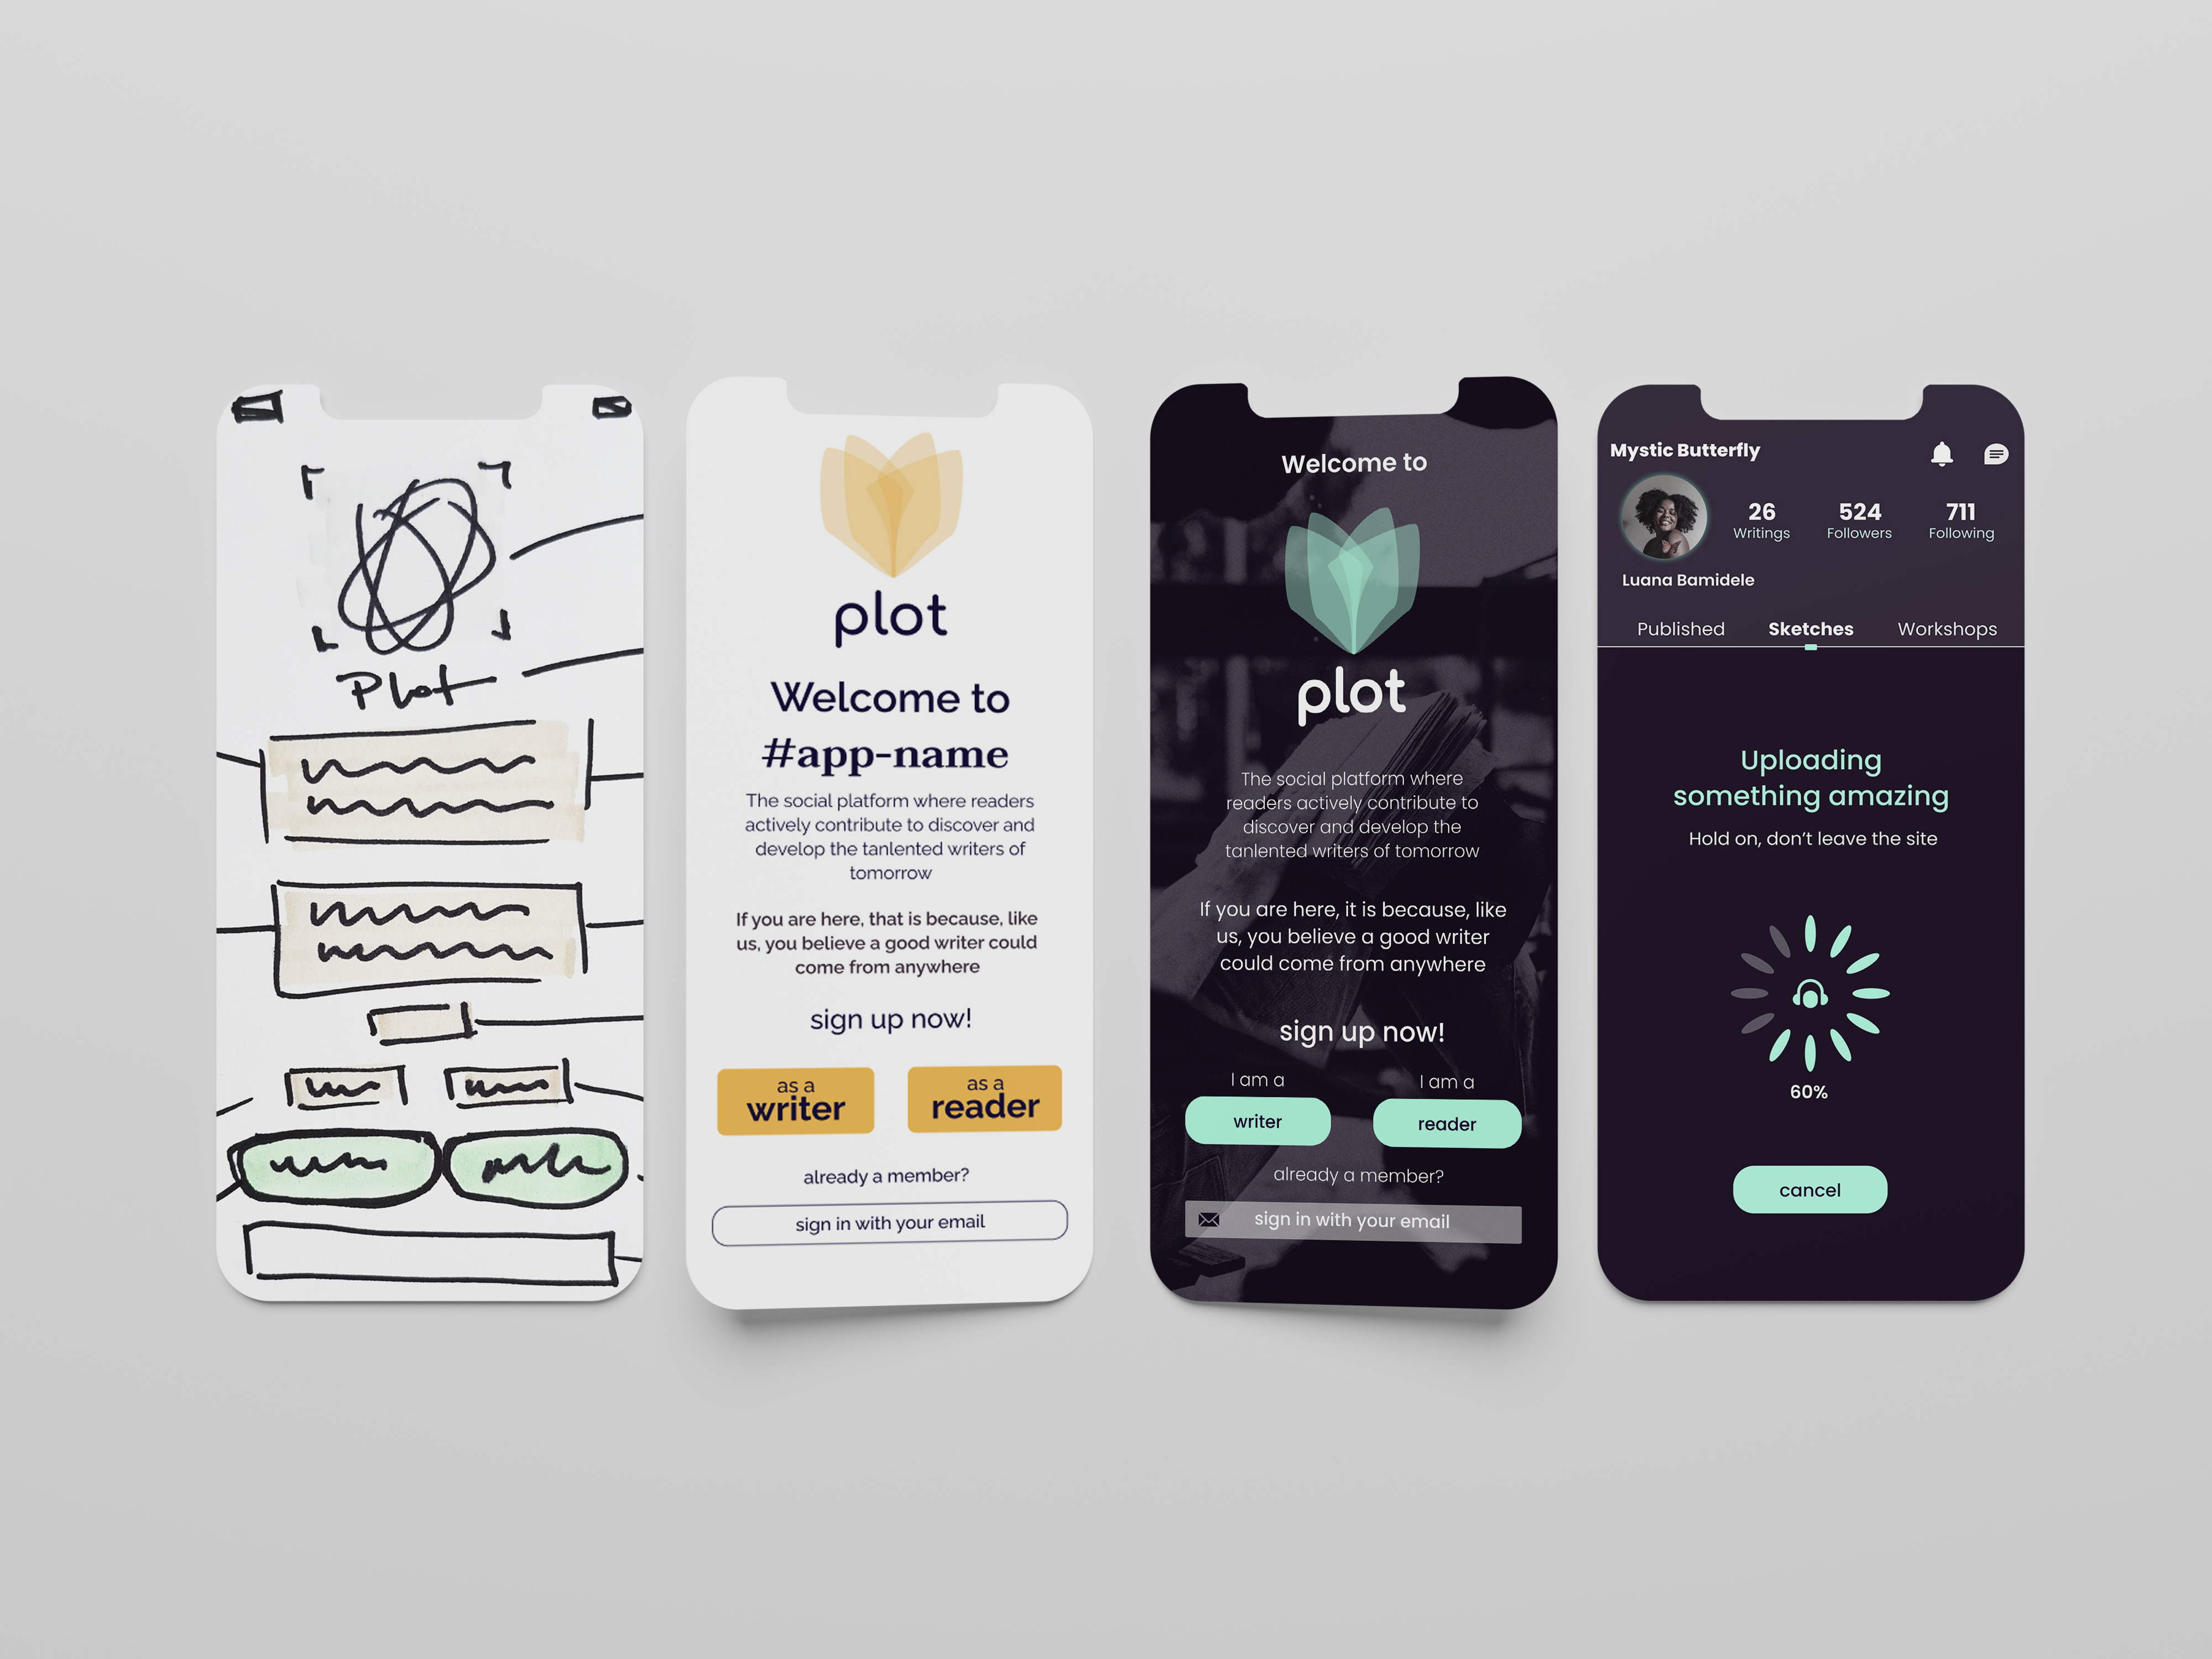 Plot
plot
Welcome to
#app-name
The social platform where readers
actively contribute to discover and
develop the tanlented writers of
tomorrow
If you are here, that is because, like
us, you believe a good writer could
come from anywhere
sign up now!
as a
writer
as a
reader
already a member?
sign in with your email
Welcome to
plot
The social platform where
readers actively contribute to
discover and develop the
tanlented writers of tomorrow
If you are here, it is because, like
us, you believe a good writer
could come from anywhere
sign up now!
I am a
writer
I am a
reader
already a member?
sign in with your email
Mystic Butterfly
26
Writings
524
Followers
711
Following
Luana Bamidele
Published
Sketches
Workshops
Uploading
something amazing
Hold on, don't leave the site
60%
cancel